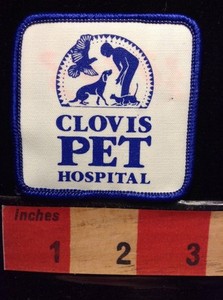 CLOVIS
PET
HOSPITAL
Inches
1 2 3